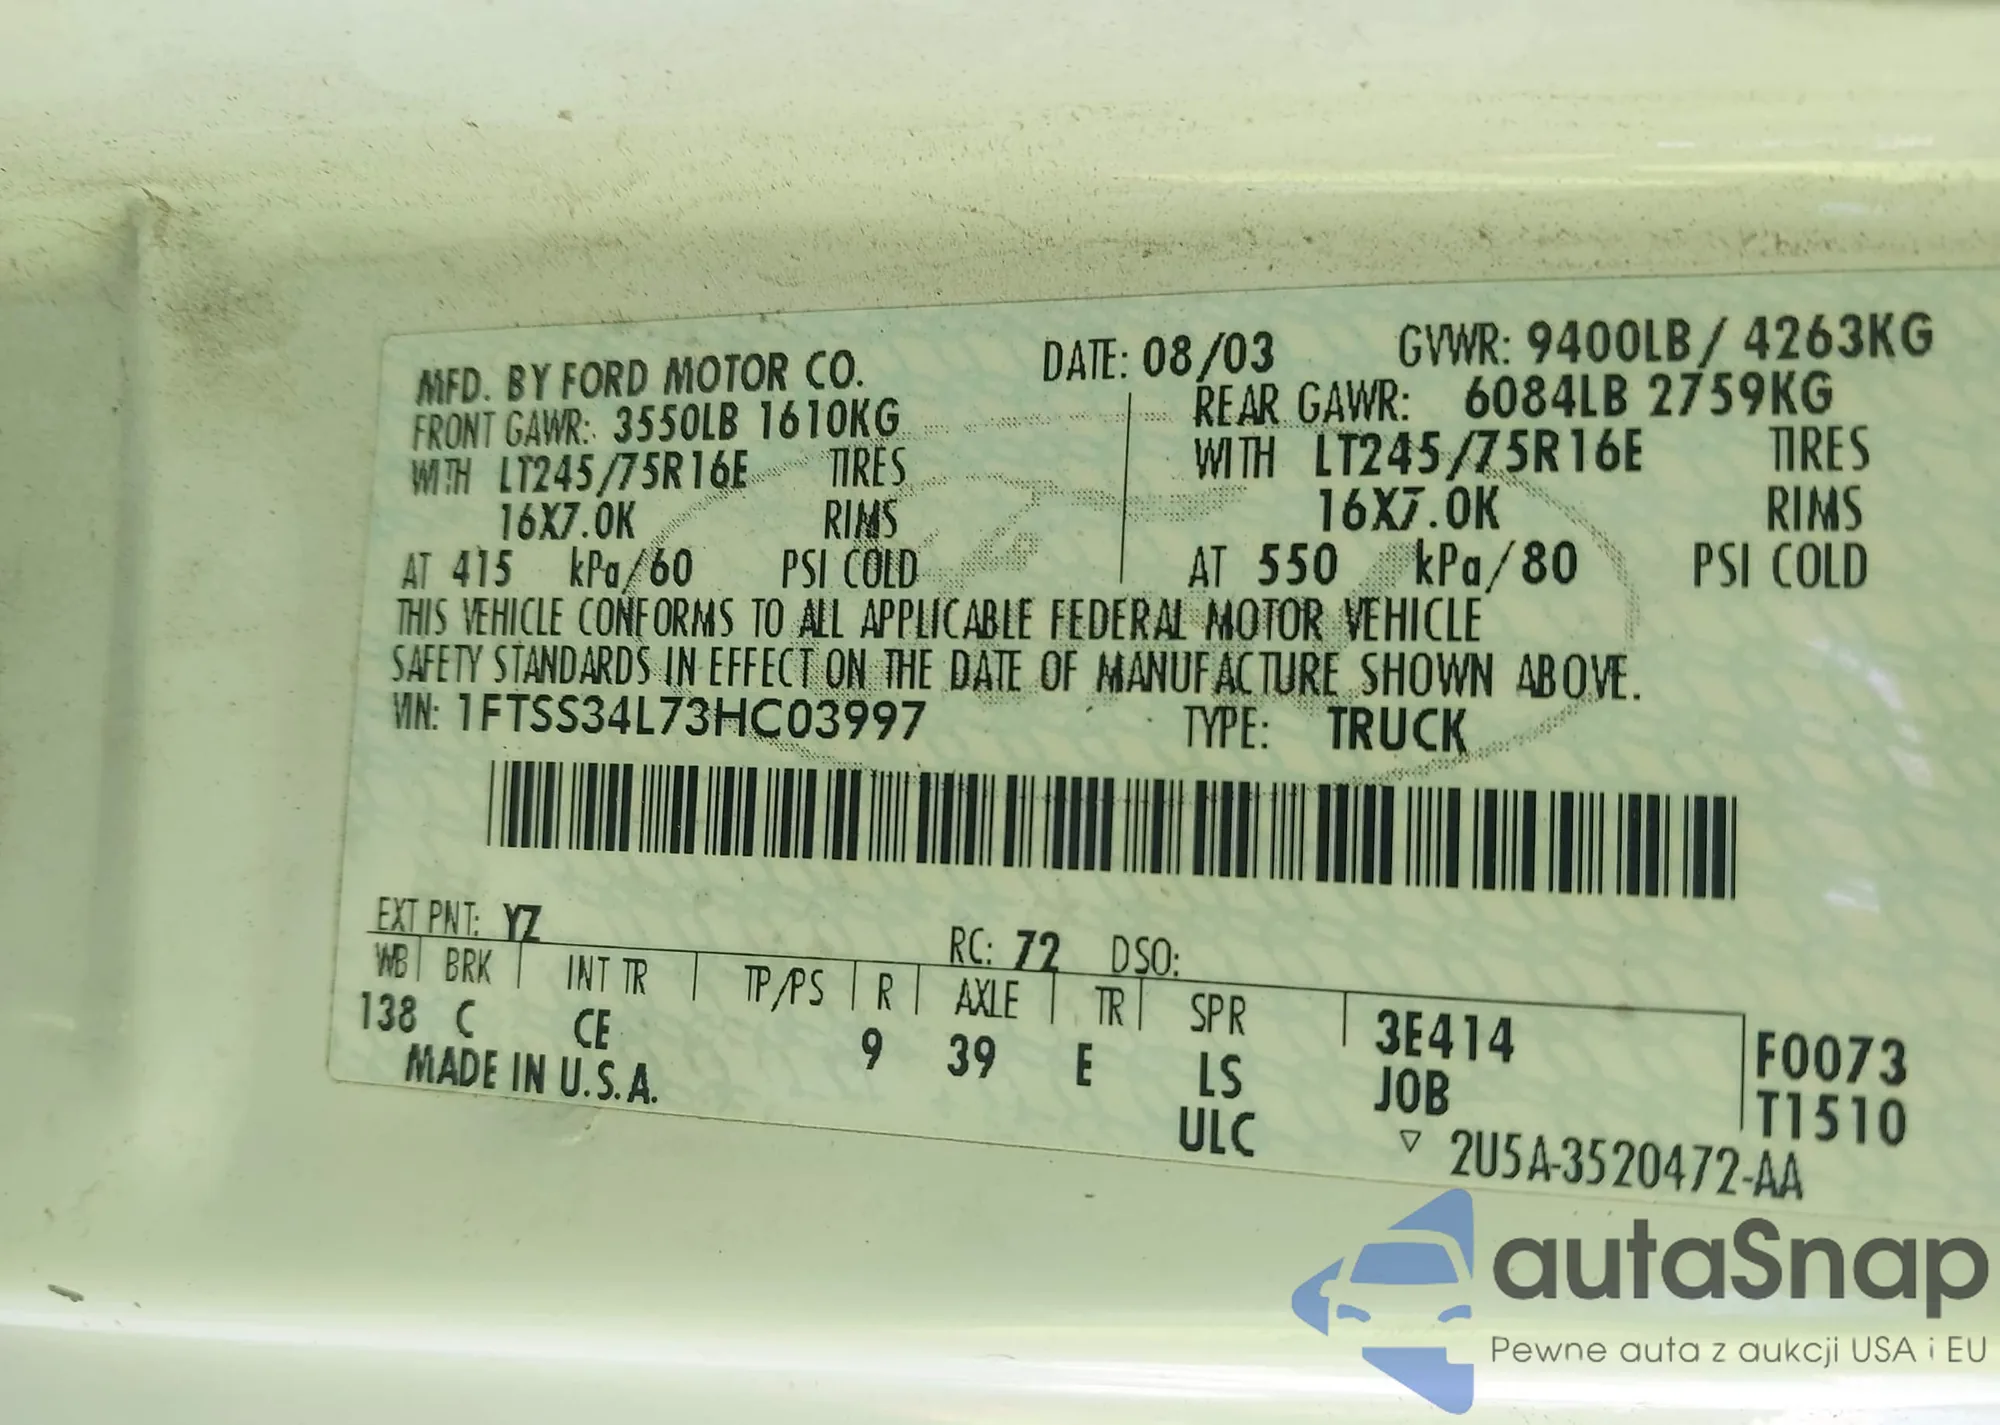 MFD. BY FORD MOTOR CO. DATE: 08/03 GVWR: 9400LB/ 4263KG
FRONT GAWR: 3550LB 1610KG REAR GAWR: 6084LB 2759KG
WITH LT245/75R16E TIRES WITH LT245/75R16E TIRES
16X7.0K RIMS 16X7.0K RIMS
AT 415 kPa/60 PSI COLD AT 550 kPa/80 PSI COLD
THIS VEHICLE CONFORMS TO ALL APPLICABLE FEDERAL MOTOR VEHICLE
SAFETY STANDARDS IN EFFECT ON THE DATE OF MANUFACTURE SHOWN ABOVE.
VIN: 1FTSS34L73HC03997 TYPE: TRUCK
EXT PNT: YZ RC: 72 DSO:
WB BRK INT TR TP/PS R AXLE TR SPR 3E414 F0073
138 C CE 9 39 E LS JOB T1510
MADE IN U.S.A. ULC ▽ 2U5A-3520472-AA
autoSnap
Pewne auta z aukcji USA i EU